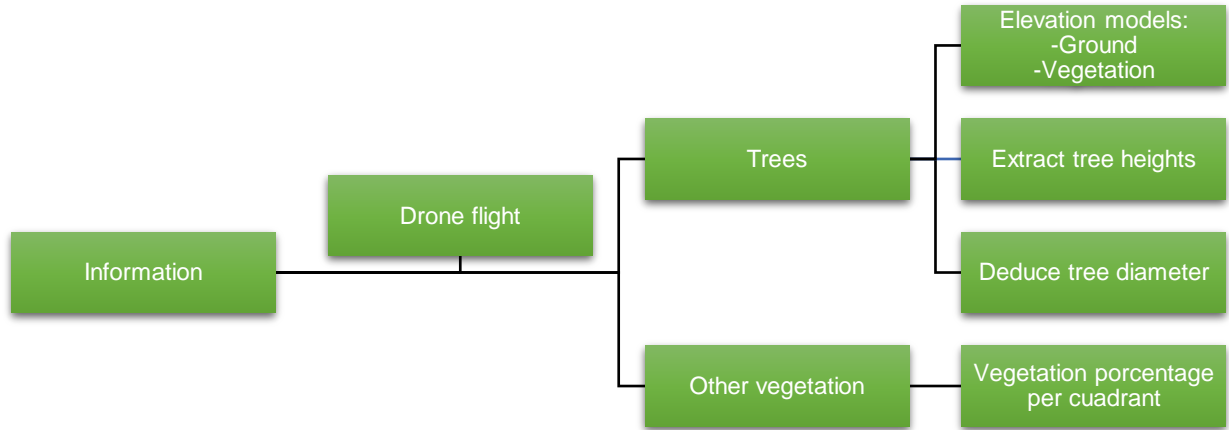 Information
Drone flight
Trees
Elevation models:
-Ground
-Vegetation
Extract tree heights
Deduce tree diameter
Other vegetation
Vegetation porcentage
per cuadrant